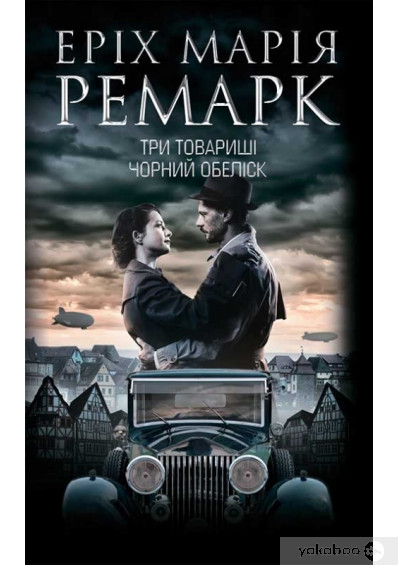 ЕРІХ МАРІЯ
РЕМАРК
ТРИ ТОВАРИШІ
ЧОРНИЙ ОБЕЛІСК
yakaboo